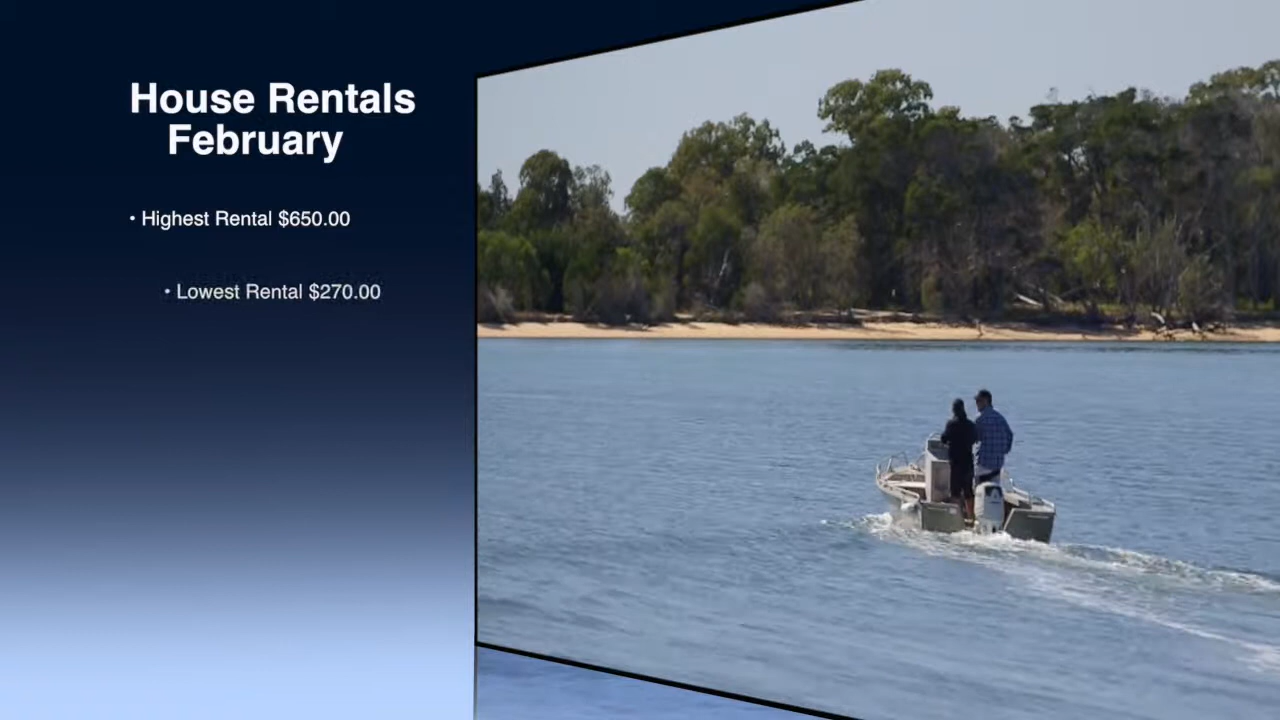 House Rentals
February
• Highest Rental $650.00
• Lowest Rental $270.00